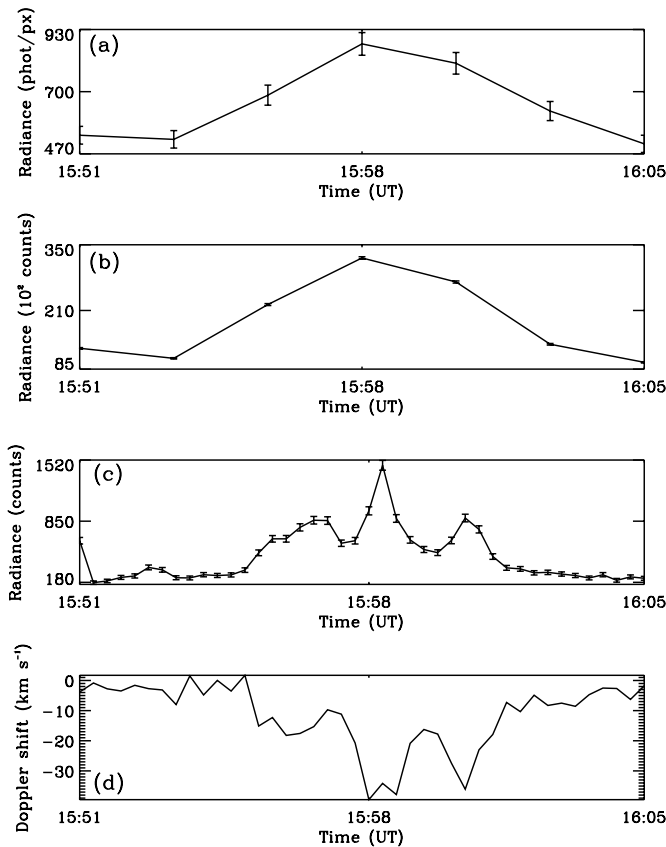 930
(a)
700
470
Radiance (phot/px)
15:51 15:58 16:05
Time (UT)
350
(b)
210
85
Radiance (10² counts)
15:51 15:58 16:05
Time (UT)
1520
(c)
850
180
Radiance (counts)
15:51 15:58 16:05
Time (UT)
0
-10
-20
-30
(d)
Doppler shift (km s⁻¹)
15:51 15:58 16:05
Time (UT)